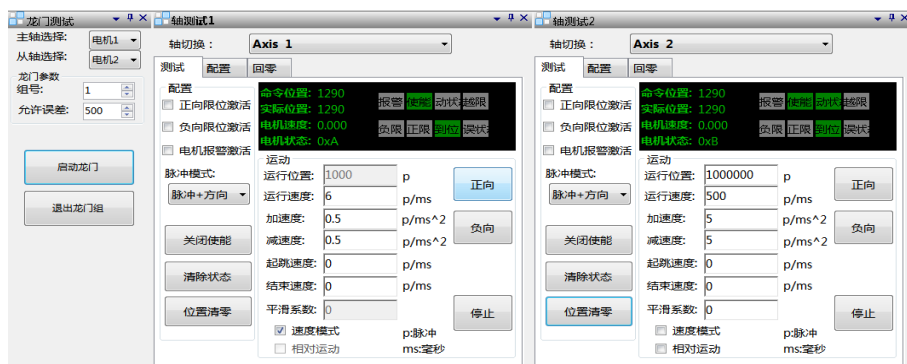 龙门测试
主轴选择: 电机1
从轴选择: 电机2
龙门参数
组号: 1
允许误差: 500
启动龙门
退出龙门组
轴测试1
轴切换： Axis 1
测试 配置 回零
配置
正向限位激活
负向限位激活
电机报警激活
脉冲模式:
脉冲+方向
关闭使能
清除状态
位置清零
命令位置: 1290
实际位置: 1290
电机速度: 0.000
电机状态: 0xA
报警 使能 动状态 越限
负限 正限 到位 误状
运动
运行位置: 1000 p
运行速度: 6 p/ms
加速度: 0.5 p/ms^2
减速度: 0.5 p/ms^2
起跳速度: 0 p/ms
结束速度: 0 p/ms
平滑系数: 0
速度模式
相对运动
p:脉冲
ms:毫秒
正向
负向
停止
轴测试2
轴切换： Axis 2
测试 配置 回零
配置
正向限位激活
负向限位激活
电机报警激活
脉冲模式:
脉冲+方向
关闭使能
清除状态
位置清零
命令位置: 1290
实际位置: 1290
电机速度: 0.000
电机状态: 0xB
报警 使能 动状 越限
负限 正限 到位 误状
运动
运行位置: 1000000 p
运行速度: 500 p/ms
加速度: 5 p/ms^2
减速度: 5 p/ms^2
起跳速度: 0 p/ms
结束速度: 0 p/ms
平滑系数: 0
速度模式
相对运动
p:脉冲
ms:毫秒
正向
负向
停止